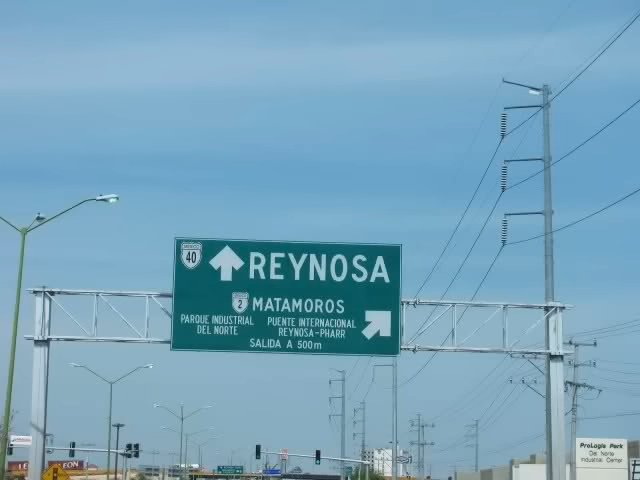 40 REYNOSA
2 MATAMOROS
PARQUE INDUSTRIAL
DEL NORTE
PUENTE INTERNACIONAL
REYNOSA-PHARR
SALIDA A 500m
ProLogis Park
Del Norte
Industrial Center